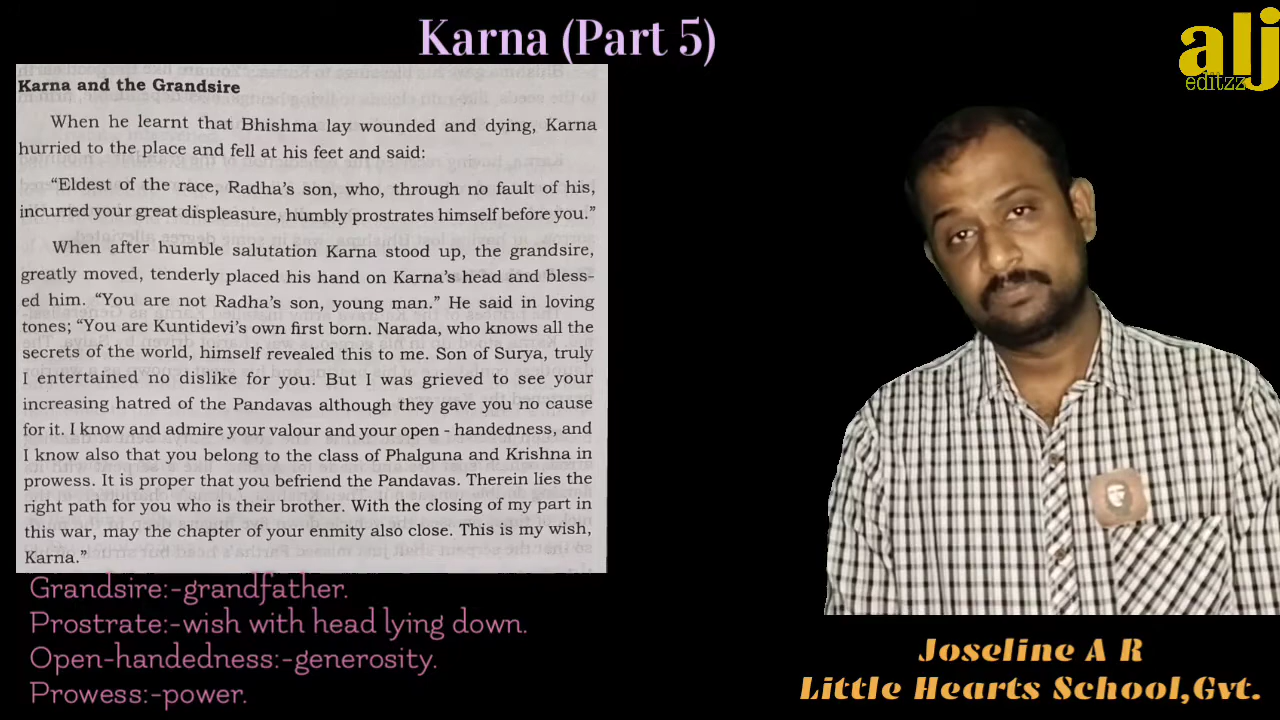 Karna (Part 5)
alj
editzz
Karna and the Grandsire
When he learnt that Bhishma lay wounded and dying, Karna
hurried to the place and fell at his feet and said:
“Eldest of the race, Radha’s son, who, through no fault of his,
incurred your great displeasure, humbly prostrates himself before you.”
When after humble salutation Karna stood up, the grandsire,
greatly moved, tenderly placed his hand on Karna’s head and bless-
ed him. “You are not Radha’s son, young man.” He said in loving
tones; “You are Kuntidevi’s own first born. Narada, who knows all the
secrets of the world, himself revealed this to me. Son of Surya, truly
I entertained no dislike for you. But I was grieved to see your
increasing hatred of the Pandavas although they gave you no cause
for it. I know and admire your valour and your open - handedness, and
I know also that you belong to the class of Phalguna and Krishna in
prowess. It is proper that you befriend the Pandavas. Therein lies the
right path for you who is their brother. With the closing of my part in
this war, may the chapter of your enmity also close. This is my wish,
Karna.”
Grandsire:-grandfather.
Prostrate:-wish with head lying down.
Open-handedness:-generosity.
Prowess:-power.
Joseline A R
Little Hearts School,Gvt.